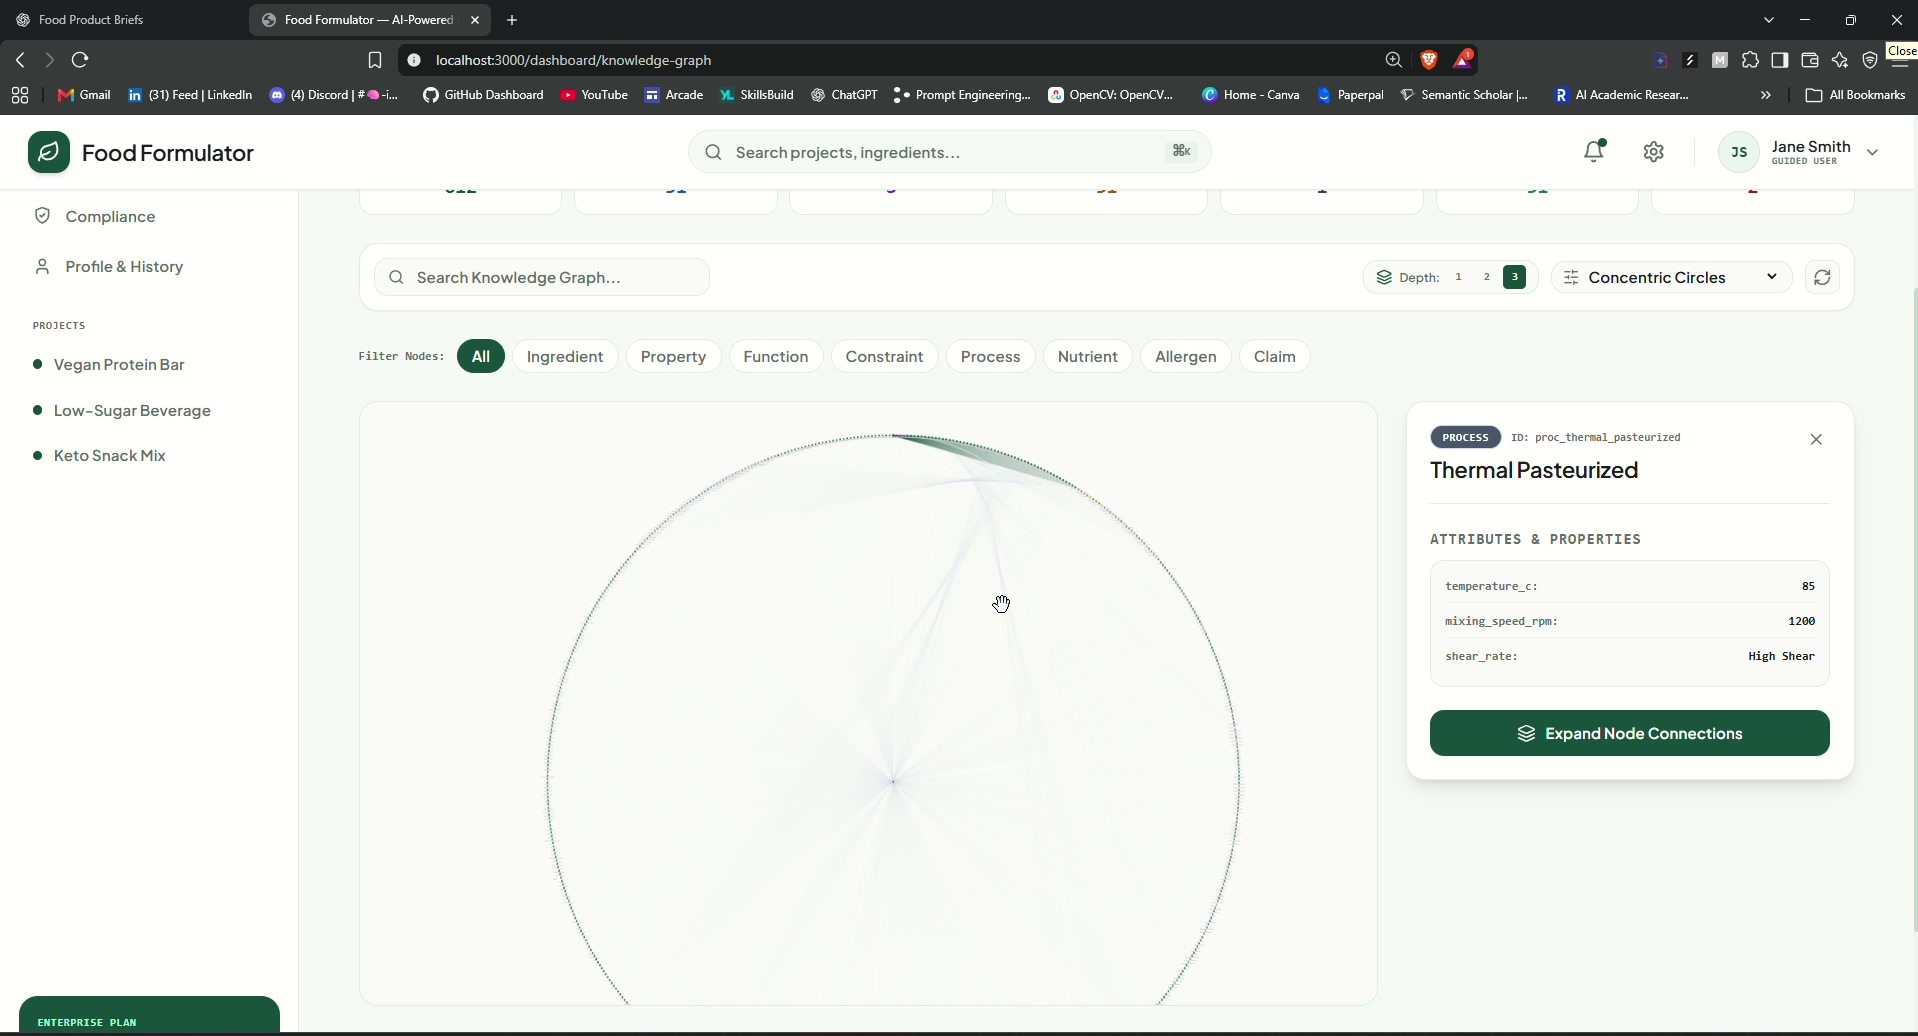 Food Product Briefs
Food Formulator — AI-Powered
Close
localhost:3000/dashboard/knowledge-graph
1
Gmail
(31) Feed | LinkedIn
(4) Discord | #🧠-i...
GitHub Dashboard
YouTube
Arcade
SkillsBuild
ChatGPT
Prompt Engineering...
OpenCV: OpenCV...
Home - Canva
Paperpal
Semantic Scholar |...
AI Academic Resear...
»
All Bookmarks
Food Formulator
Search projects, ingredients...
⌘K
JS
Jane Smith
GUIDED USER
Compliance
Profile & History
PROJECTS
Vegan Protein Bar
Low-Sugar Beverage
Keto Snack Mix
ENTERPRISE PLAN
Search Knowledge Graph...
Depth: 1 2 3
Concentric Circles
Filter Nodes: All Ingredient Property Function Constraint Process Nutrient Allergen Claim
PROCESS ID: proc_thermal_pasteurized
Thermal Pasteurized
ATTRIBUTES & PROPERTIES
temperature_c: 85
mixing_speed_rpm: 1200
shear_rate: High Shear
Expand Node Connections